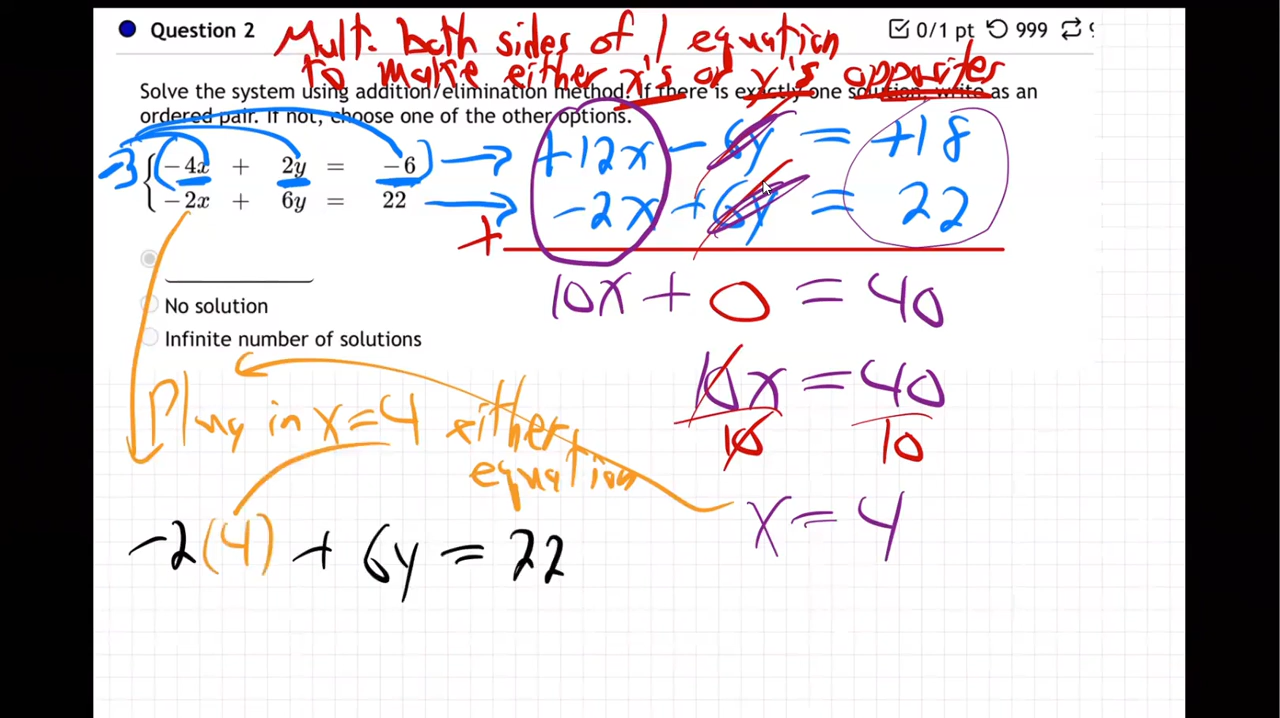 Question 2
0/1 pt 999
Mult. both sides of 1 equation
to make either x's or y's opposites
Solve the system using addition/elimination method. If there is exactly one solution, write as an
ordered pair. If not, choose one of the other options.
-3(-4x + 2y = -6) → +12x - 6y = +18
-2x + 6y = 22 → -2x + 6y = 22
+
10x + 0 = 40
No solution
Infinite number of solutions
10x = 40
10 10
Plug in x=4 either
equation
x = 4
-2(4) + 6y = 22